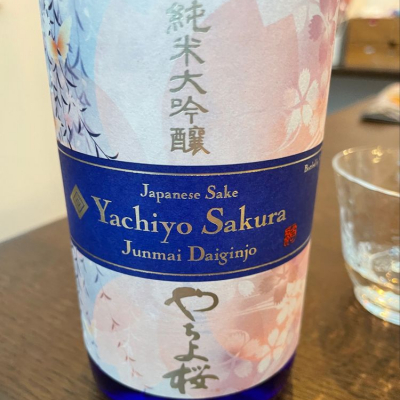 純米大吟醸
Japanese Sake
Yachiyo Sakura
Junmai Daiginjo
やちよ桜